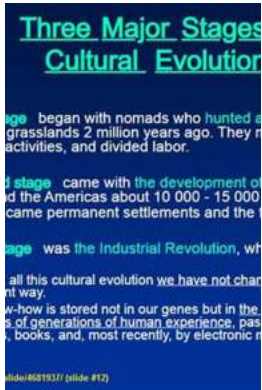 Three Major Stages
Cultural Evolution
age began with nomads who hunted a
grasslands 2 million years ago. They m
activities, and divided labor.
d stage came with the development of
nd the Americas about 10 000 - 15 000
came permanent settlements and the f
tage was the Industrial Revolution, wh
all this cultural evolution we have not chan
nt way.
w-how is stored not in our genes but in the
s of generations of human experience, pas
, books, and, most recently, by electronic m
slide/4681937/ (slide #12)